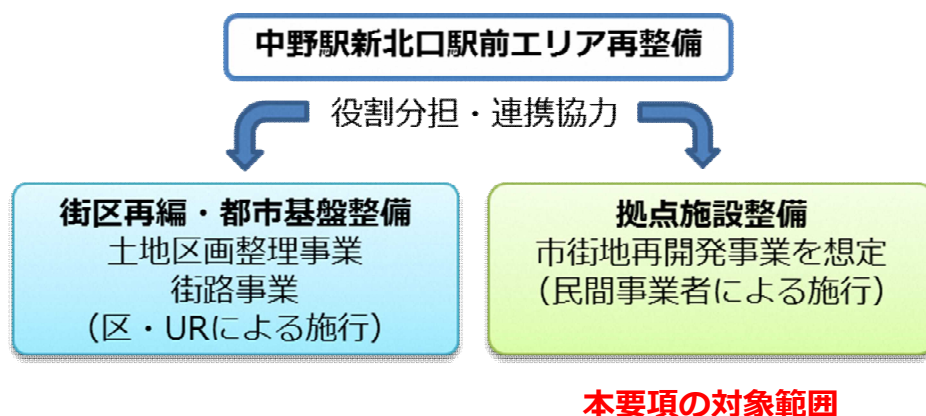 中野駅新北口駅前エリア再整備
役割分担・連携協力
街区再編・都市基盤整備
土地区画整理事業
街路事業
（区・URによる施行）
拠点施設整備
市街地再開発事業を想定
（民間事業者による施行）
本要項の対象範囲